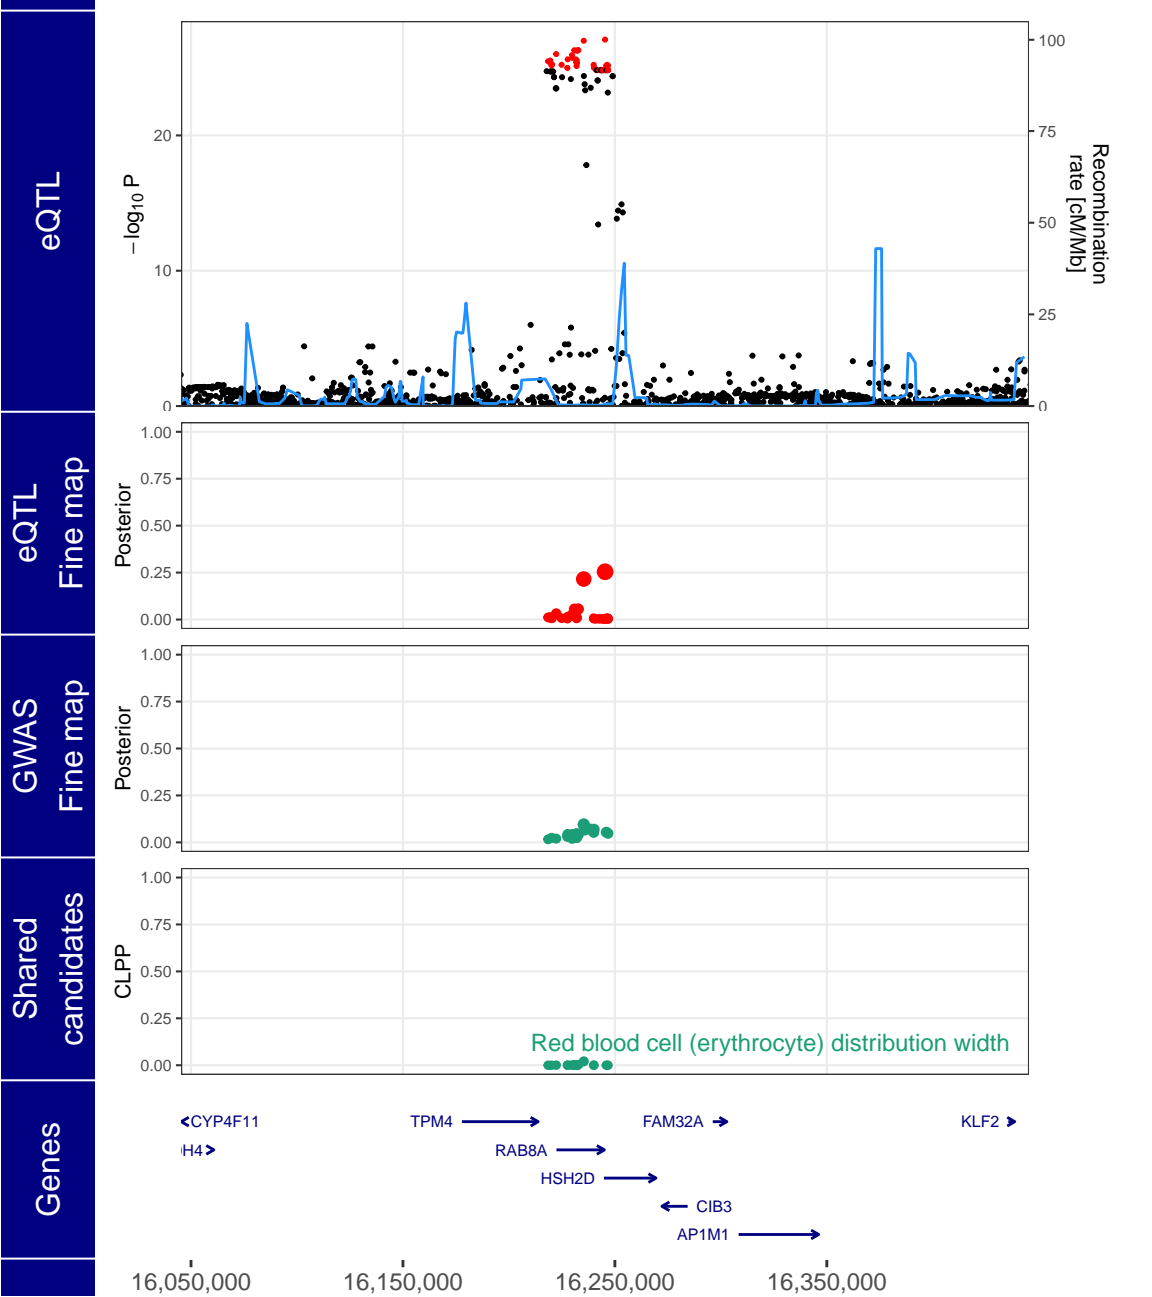 eQTL
−log10 P
20
10
0
100
75
50
25
0
Recombination
rate [cM/Mb]
eQTL
Fine map
Posterior
1.00
0.75
0.50
0.25
0.00
GWAS
Fine map
Posterior
1.00
0.75
0.50
0.25
0.00
Shared
candidates
CLPP
1.00
0.75
0.50
0.25
0.00
Red blood cell (erythrocyte) distribution width
Genes
CYP4F11
TPM4
FAM32A
KLF2
H4
RAB8A
HSH2D
CIB3
AP1M1
16,050,000
16,150,000
16,250,000
16,350,000